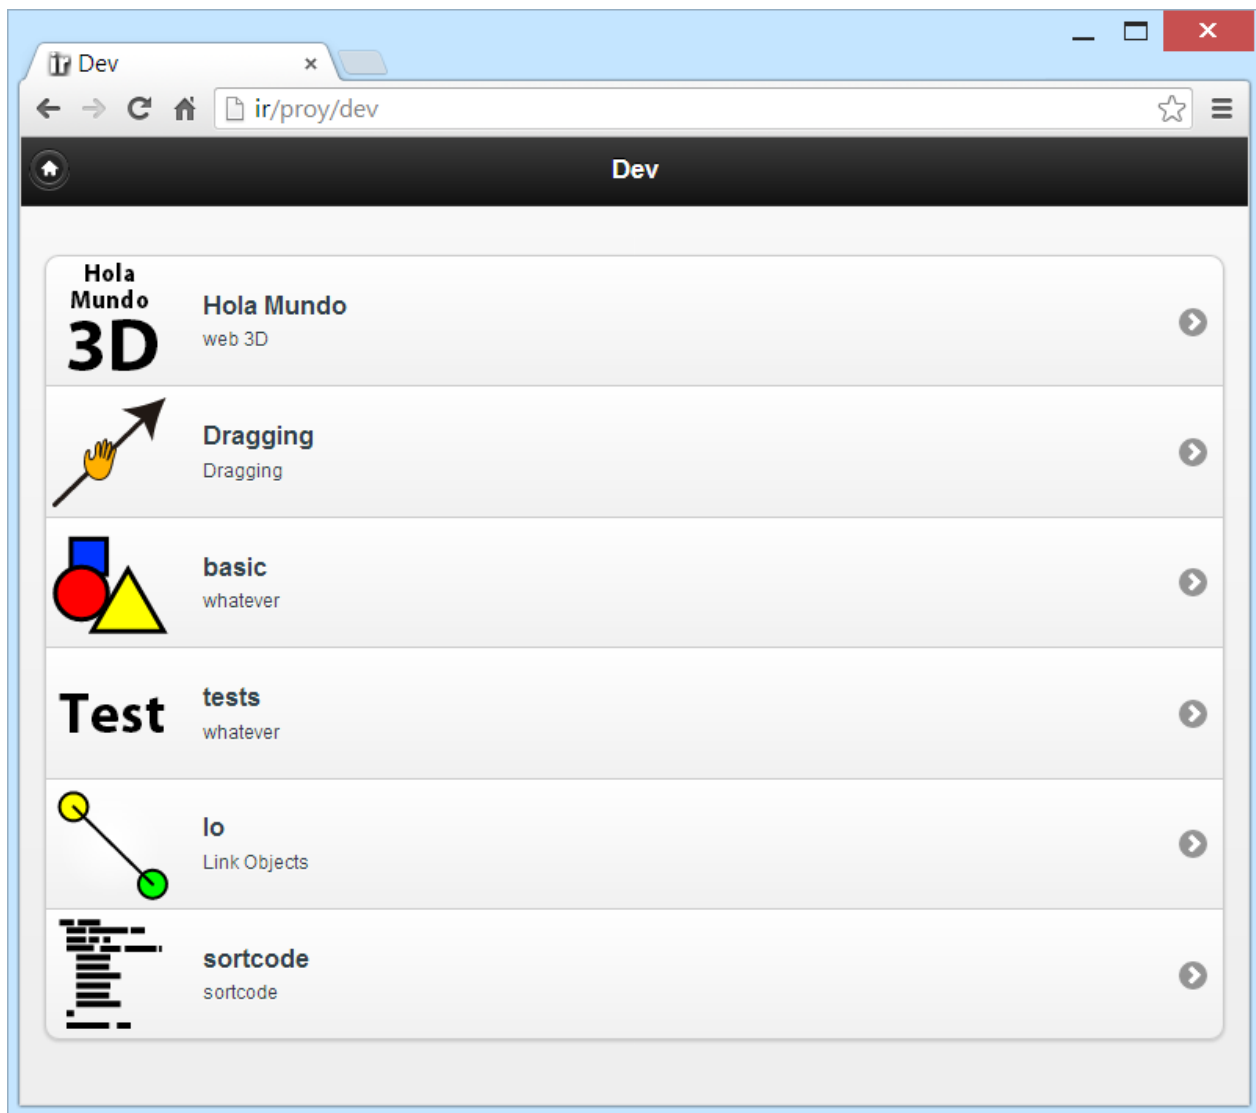 Dev
ir/proy/dev
Dev
Hola
Mundo
3D
Hola Mundo
web 3D
Dragging
Dragging
basic
whatever
Test
tests
whatever
lo
Link Objects
sortcode
sortcode